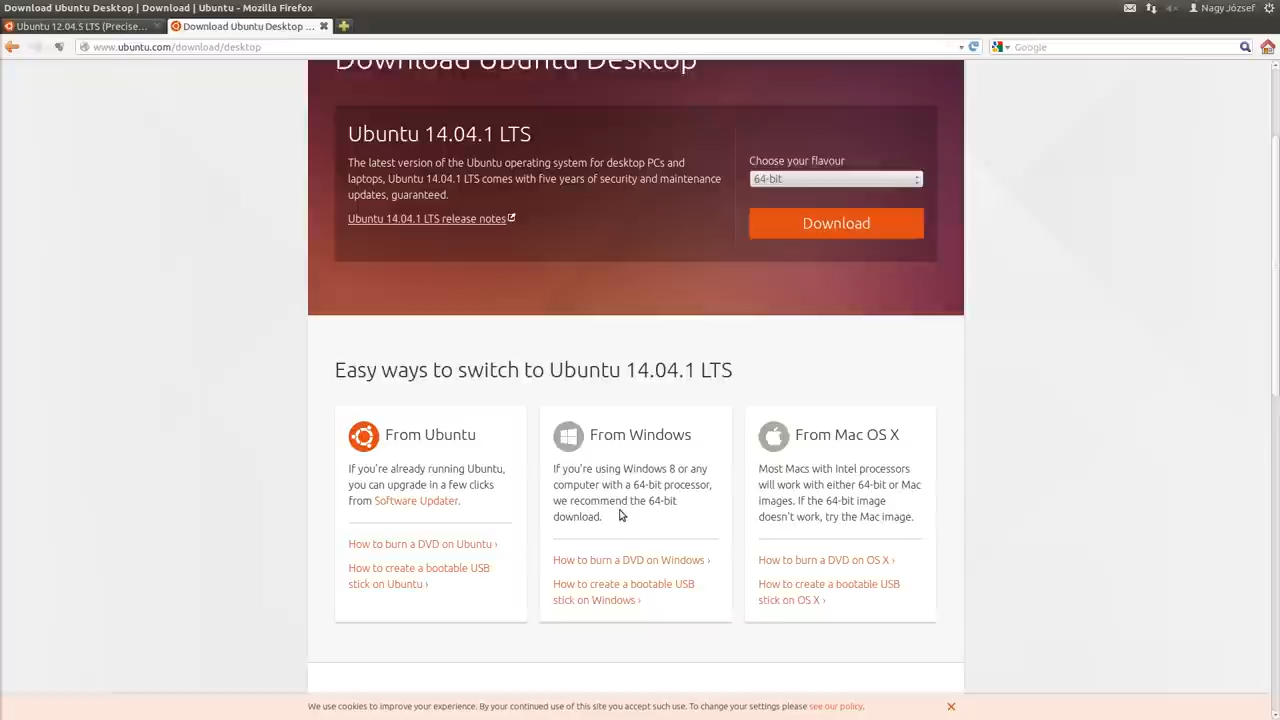 Download Ubuntu Desktop | Download | Ubuntu - Mozilla Firefox
Nagy József
Ubuntu 12.04.5 LTS (Precise...
Download Ubuntu Desktop ...
www.ubuntu.com/download/desktop
Google
Download Ubuntu Desktop
Ubuntu 14.04.1 LTS
The latest version of the Ubuntu operating system for desktop PCs and
laptops, Ubuntu 14.04.1 LTS comes with five years of security and maintenance
updates, guaranteed.
Ubuntu 14.04.1 LTS release notes
Choose your flavour
64-bit
Download
Easy ways to switch to Ubuntu 14.04.1 LTS
From Ubuntu
If you're already running Ubuntu,
you can upgrade in a few clicks
from Software Updater.
How to burn a DVD on Ubuntu ›
How to create a bootable USB
stick on Ubuntu ›
From Windows
If you're using Windows 8 or any
computer with a 64-bit processor,
we recommend the 64-bit
download.
How to burn a DVD on Windows ›
How to create a bootable USB
stick on Windows ›
From Mac OS X
Most Macs with Intel processors
will work with either 64-bit or Mac
images. If the 64-bit image
doesn't work, try the Mac image.
How to burn a DVD on OS X ›
How to create a bootable USB
stick on OS X ›
We use cookies to improve your experience. By your continued use of this site you accept such use. To change your settings please see our policy.